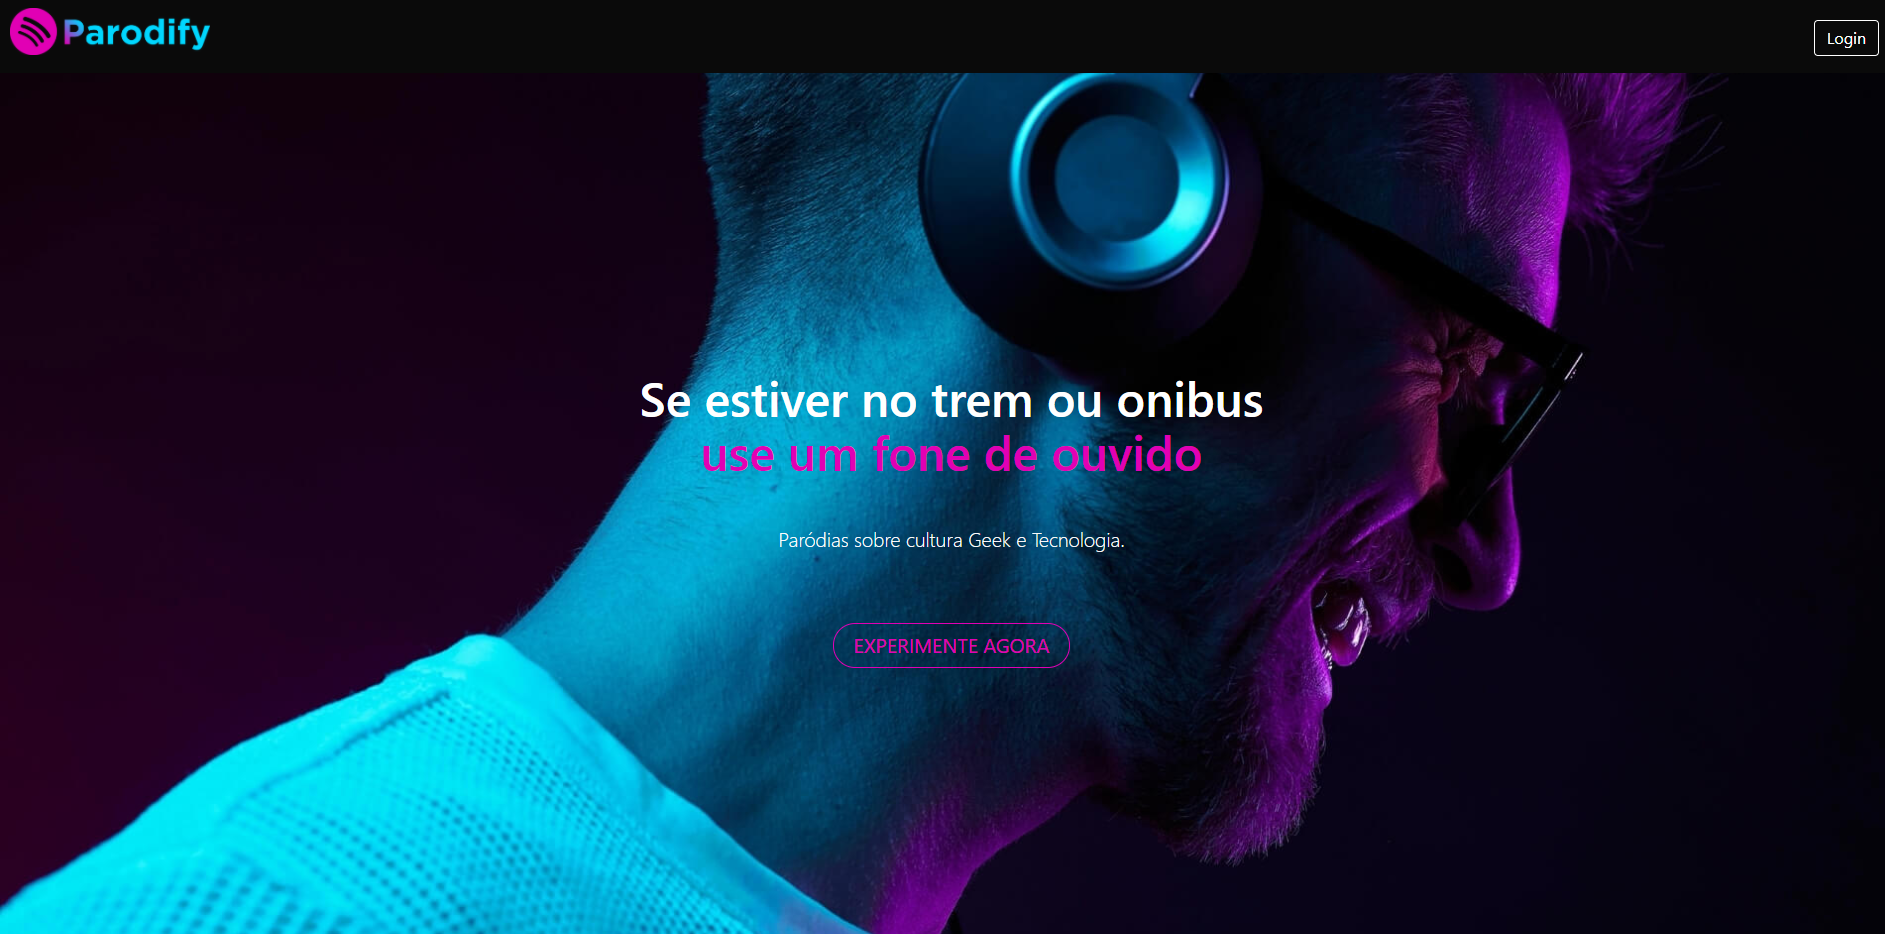 Parodify
Login
Se estiver no trem ou onibus
use um fone de ouvido
Paródias sobre cultura Geek e Tecnologia.
EXPERIMENTE AGORA